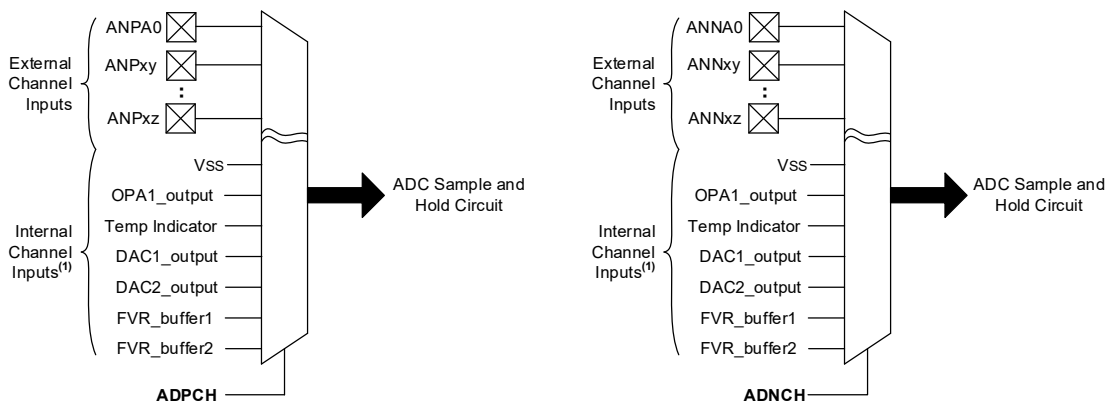 ANPA0
ANPxy
⋮
ANPxz
External
Channel
Inputs
VSS
OPA1_output
Temp Indicator
DAC1_output
DAC2_output
FVR_buffer1
FVR_buffer2
Internal
Channel
Inputs(1)
ADC Sample and
Hold Circuit
ADPCH
ANNA0
ANNxy
⋮
ANNxz
External
Channel
Inputs
VSS
OPA1_output
Temp Indicator
DAC1_output
DAC2_output
FVR_buffer1
FVR_buffer2
Internal
Channel
Inputs(1)
ADC Sample and
Hold Circuit
ADNCH